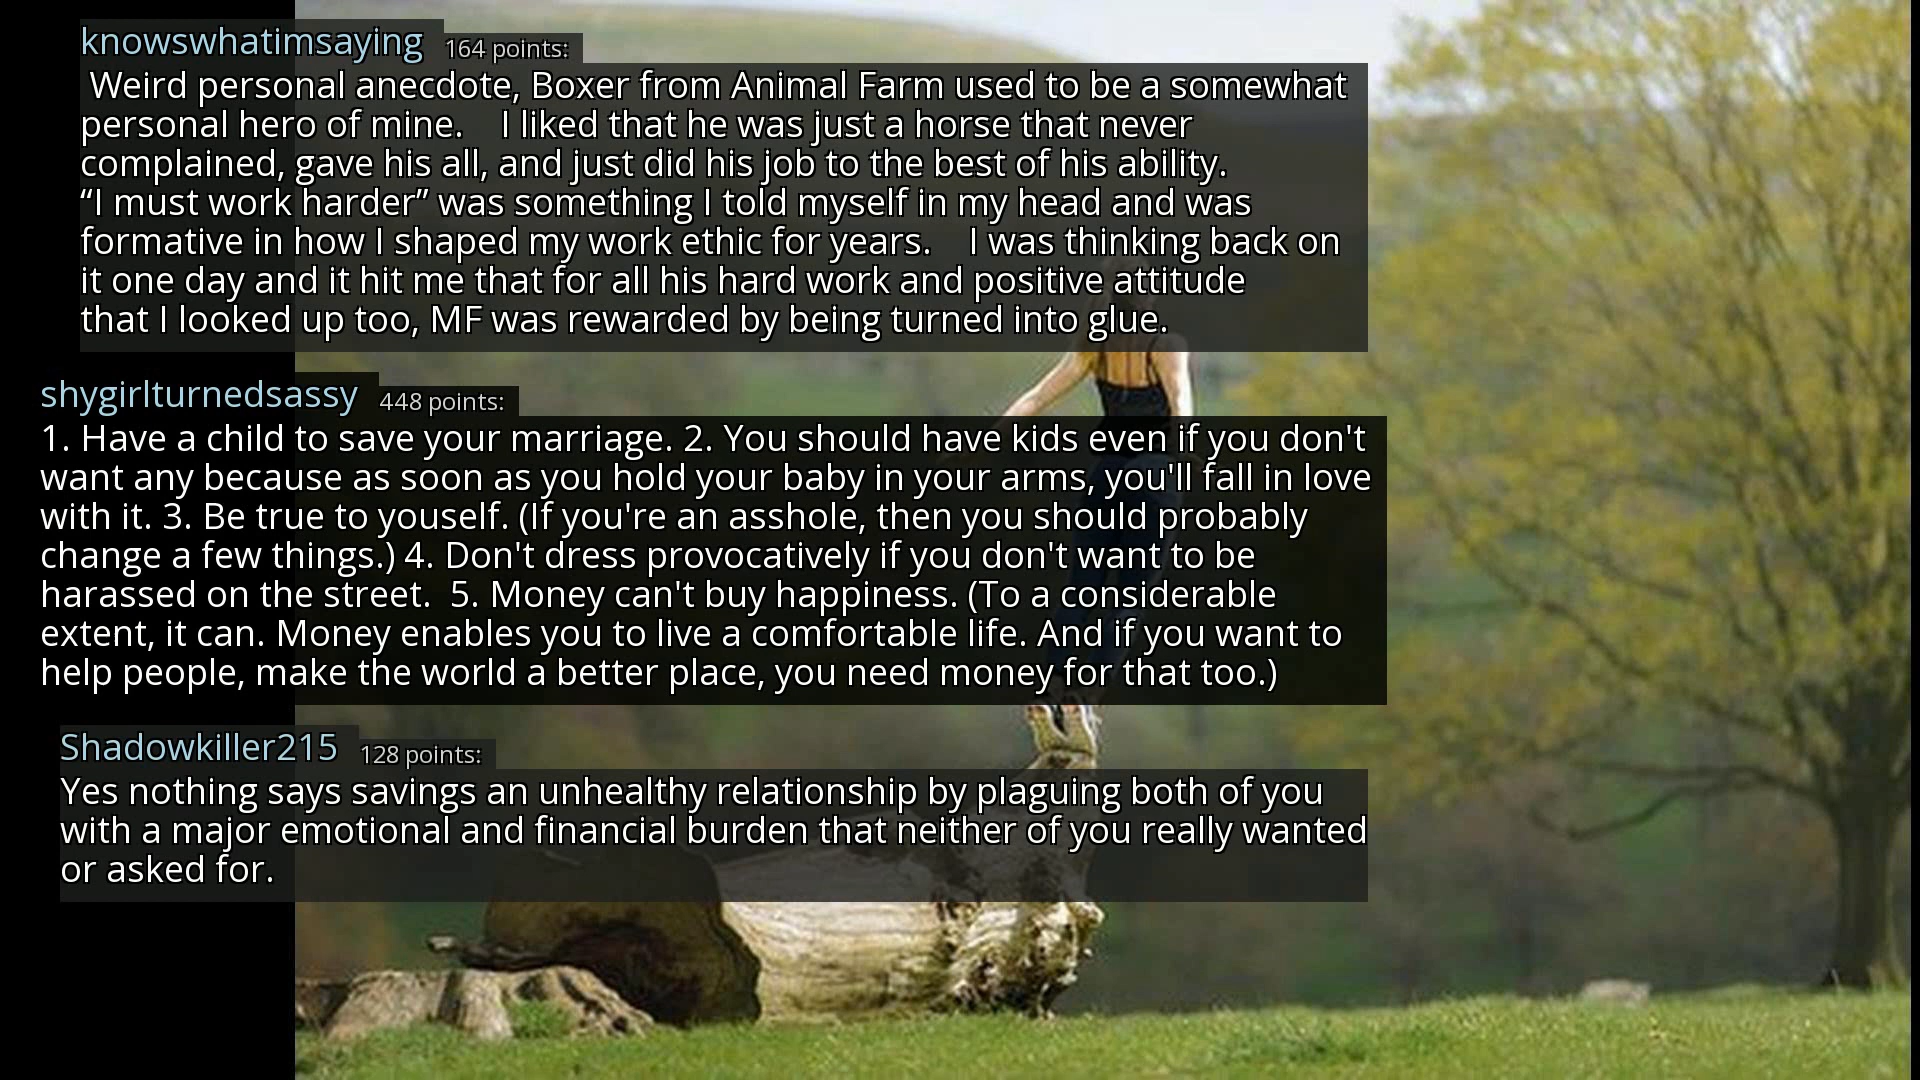 knowswhatimsaying 164 points:
Weird personal anecdote, Boxer from Animal Farm used to be a somewhat
personal hero of mine.    I liked that he was just a horse that never
complained, gave his all, and just did his job to the best of his ability.
“I must work harder” was something I told myself in my head and was
formative in how I shaped my work ethic for years.    I was thinking back on
it one day and it hit me that for all his hard work and positive attitude
that I looked up too, MF was rewarded by being turned into glue.
shygirlturnedsassy 448 points:
1. Have a child to save your marriage. 2. You should have kids even if you don't
want any because as soon as you hold your baby in your arms, you'll fall in love
with it. 3. Be true to youself. (If you're an asshole, then you should probably
change a few things.) 4. Don't dress provocatively if you don't want to be
harassed on the street.  5. Money can't buy happiness. (To a considerable
extent, it can. Money enables you to live a comfortable life. And if you want to
help people, make the world a better place, you need money for that too.)
Shadowkiller215 128 points:
Yes nothing says savings an unhealthy relationship by plaguing both of you
with a major emotional and financial burden that neither of you really wanted
or asked for.